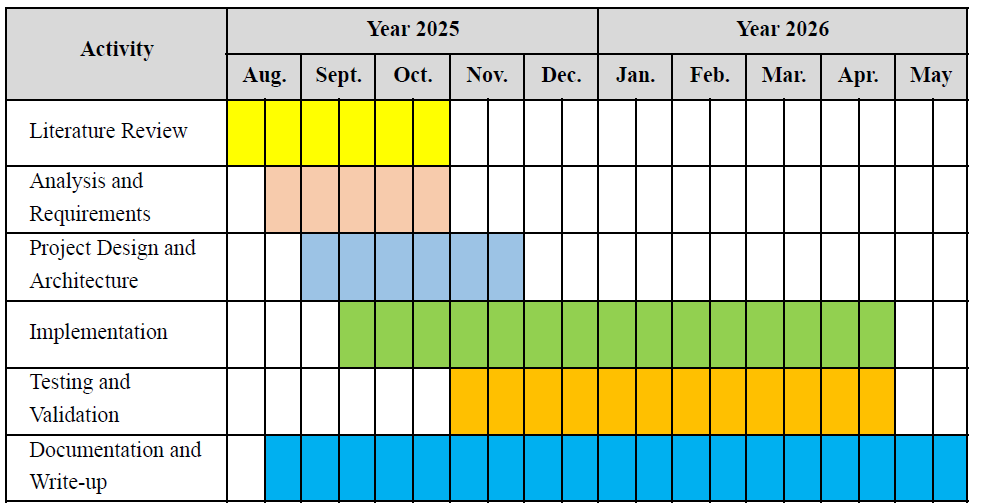 Activity
Year 2025
Year 2026
Aug.
Sept.
Oct.
Nov.
Dec.
Jan.
Feb.
Mar.
Apr.
May
Literature Review
Analysis and
Requirements
Project Design and
Architecture
Implementation
Testing and
Validation
Documentation and
Write-up